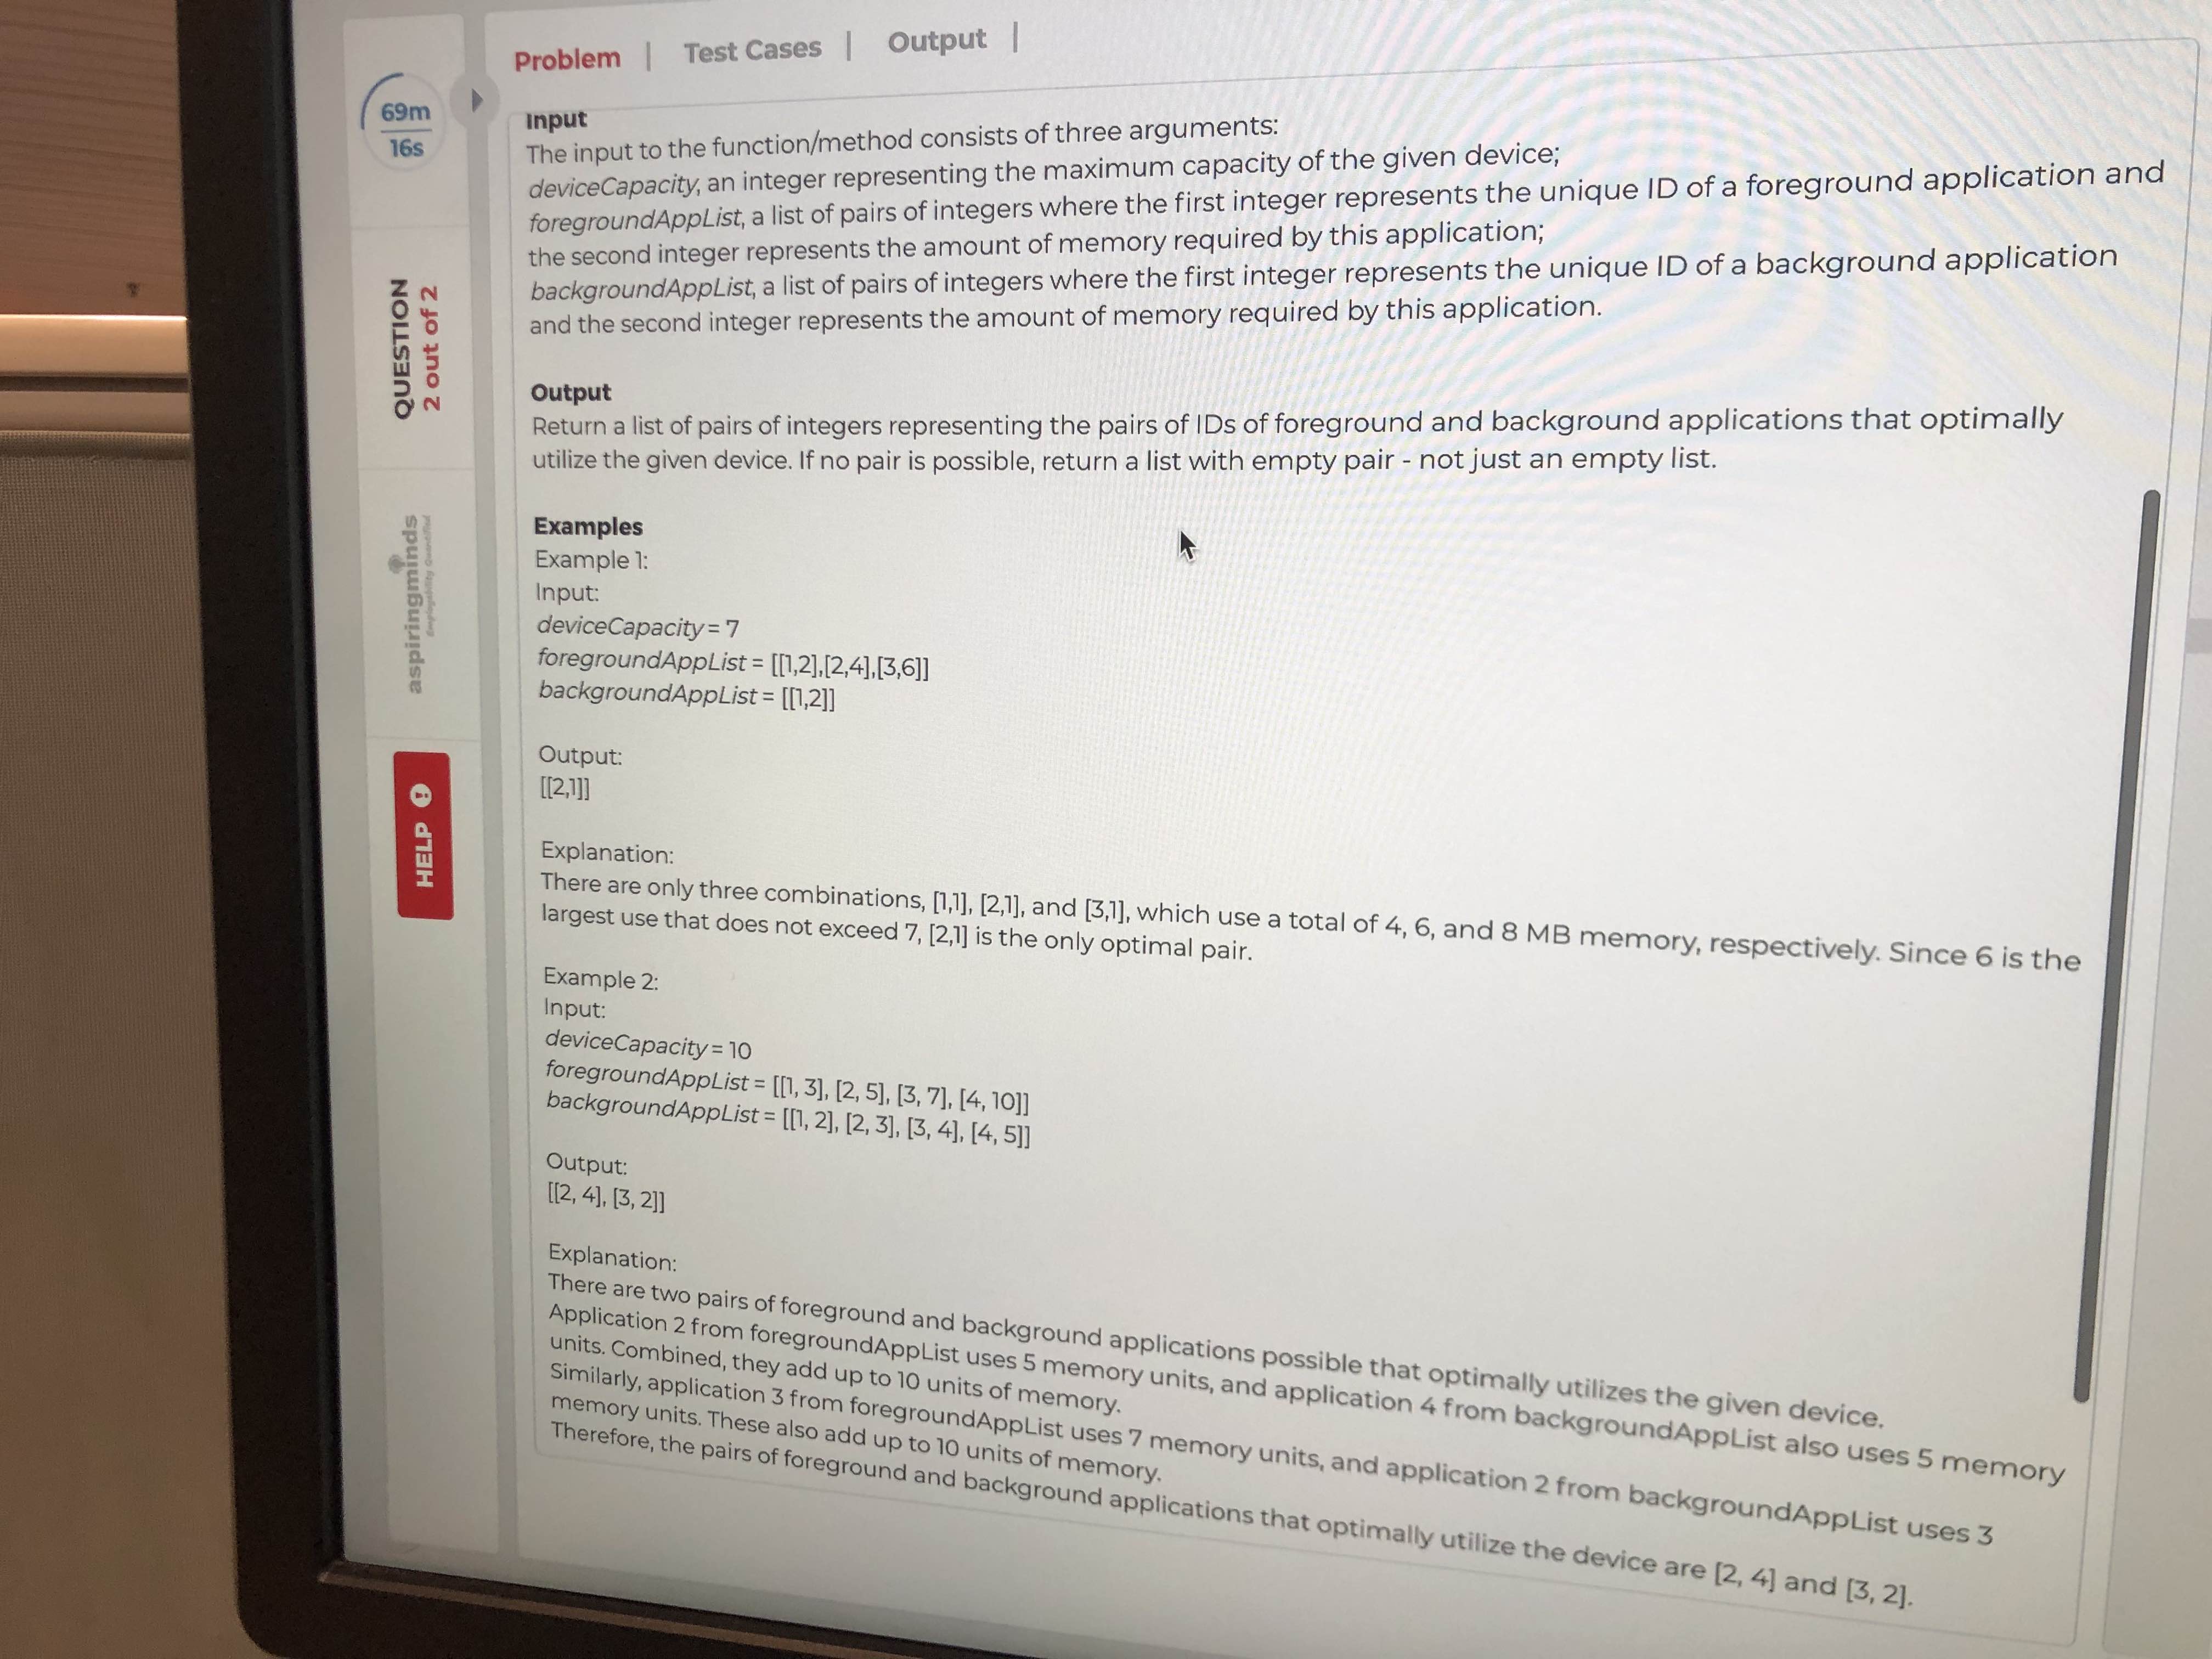 Problem | Test Cases | Output |
69m
16s
QUESTION
2 out of 2
aspiringminds
Employability Quantified
HELP
Input
The input to the function/method consists of three arguments:
deviceCapacity, an integer representing the maximum capacity of the given device;
foregroundAppList, a list of pairs of integers where the first integer represents the unique ID of a foreground application and
the second integer represents the amount of memory required by this application;
backgroundAppList, a list of pairs of integers where the first integer represents the unique ID of a background application
and the second integer represents the amount of memory required by this application.
Output
Return a list of pairs of integers representing the pairs of IDs of foreground and background applications that optimally
utilize the given device. If no pair is possible, return a list with empty pair - not just an empty list.
Examples
Example 1:
Input:
deviceCapacity = 7
foregroundAppList = [[1,2],[2,4],[3,6]]
backgroundAppList = [[1,2]]
Output:
[[2,1]]
Explanation:
There are only three combinations, [1,1], [2,1], and [3,1], which use a total of 4, 6, and 8 MB memory, respectively. Since 6 is the
largest use that does not exceed 7, [2,1] is the only optimal pair.
Example 2:
Input:
deviceCapacity = 10
foregroundAppList = [[1, 3], [2, 5], [3, 7], [4, 10]]
backgroundAppList = [[1, 2], [2, 3], [3, 4], [4, 5]]
Output:
[[2, 4], [3, 2]]
Explanation:
There are two pairs of foreground and background applications possible that optimally utilizes the given device.
Application 2 from foregroundAppList uses 5 memory units, and application 4 from backgroundAppList also uses 5 memory
units. Combined, they add up to 10 units of memory.
Similarly, application 3 from foregroundAppList uses 7 memory units, and application 2 from backgroundAppList uses 3
memory units. These also add up to 10 units of memory.
Therefore, the pairs of foreground and background applications that optimally utilize the device are [2, 4] and [3, 2].